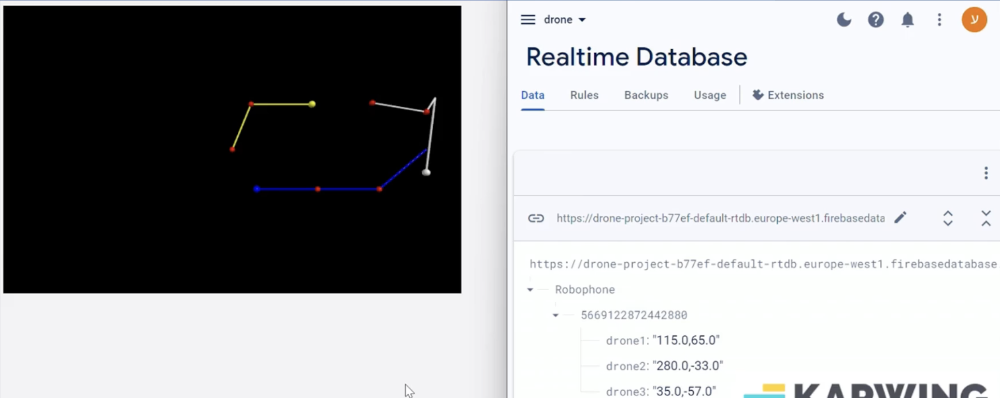 drone
ע
Realtime Database
Data Rules Backups Usage Extensions
https://drone-project-b77ef-default-rtdb.europe-west1.firebasedata
https://drone-project-b77ef-default-rtdb.europe-west1.firebasedatabase
Robophone
5669122872442880
drone1: "115.0,65.0"
drone2: "280.0,-33.0"
drone3: "35.0,-57.0"
KAPWING